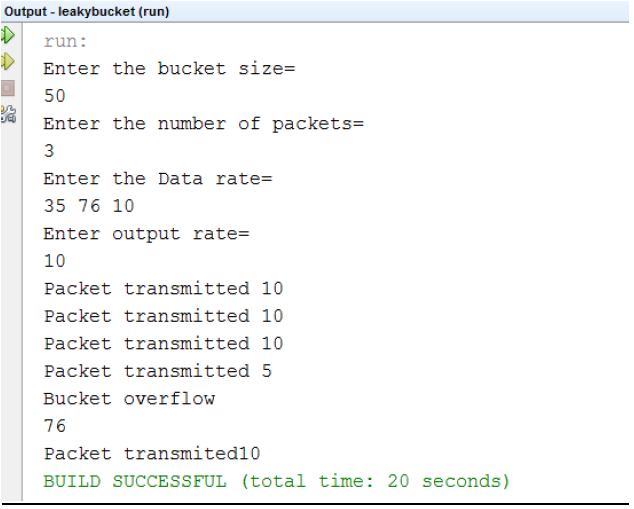 Output - leakybucket (run)
run:
Enter the bucket size=
50
Enter the number of packets=
3
Enter the Data rate=
35 76 10
Enter output rate=
10
Packet transmitted 10
Packet transmitted 10
Packet transmitted 10
Packet transmitted 5
Bucket overflow
76
Packet transmited10
BUILD SUCCESSFUL (total time: 20 seconds)